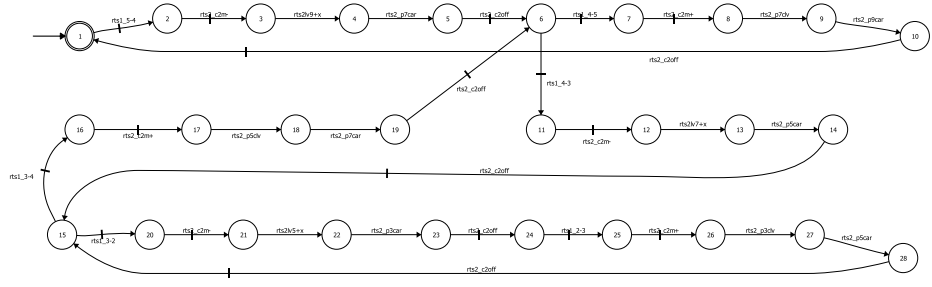 rts1_5-4
1
2
rts2_c2m-
3
rts2lv9+x
4
rts2_p7car
5
rts2_c2off
6
rts1_4-5
7
rts2_c2m+
8
rts2_p7dv
9
rts2_p9car
10
rts2_c2off
rts2_c2off
rts1_4-3
16
rts2_c2m+
17
rts2_p5dv
18
rts2_p7car
19
11
rts2_c2m-
12
rts2lv7+x
13
rts2_p5car
14
rts1_3-4
rts2_c2off
15
rts1_3-2
20
rts2_c2m-
21
rts2lv5+x
22
rts2_p3car
23
rts2_c2off
24
rts1_2-3
25
rts2_c2m+
26
rts2_p3dv
27
rts2_p5car
28
rts2_c2off